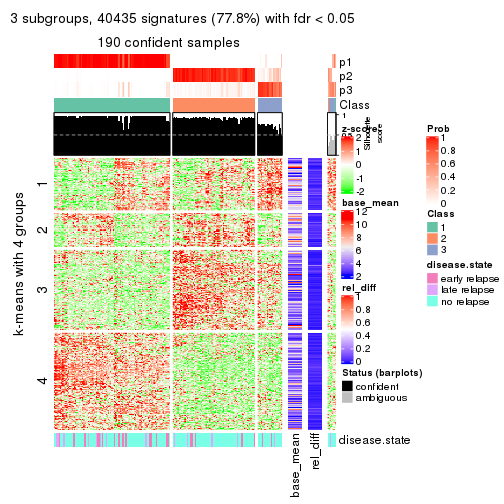 3 subgroups, 40435 signatures (77.8%) with fdr < 0.05
190 confident samples
p1
p2
p3
Class
1
0.5
0
Silhouette
score
k-means with 4 groups
1
2
3
4
disease.state
base_mean
rel_diff
z-score
2
1
0
-1
-2
base_mean
12
10
8
6
4
2
rel_diff
1
0.8
0.6
0.4
0.2
0
Status (barplots)
confident
ambiguous
Prob
1
0.8
0.6
0.4
0.2
0
Class
1
2
3
disease.state
early relapse
late relapse
no relapse